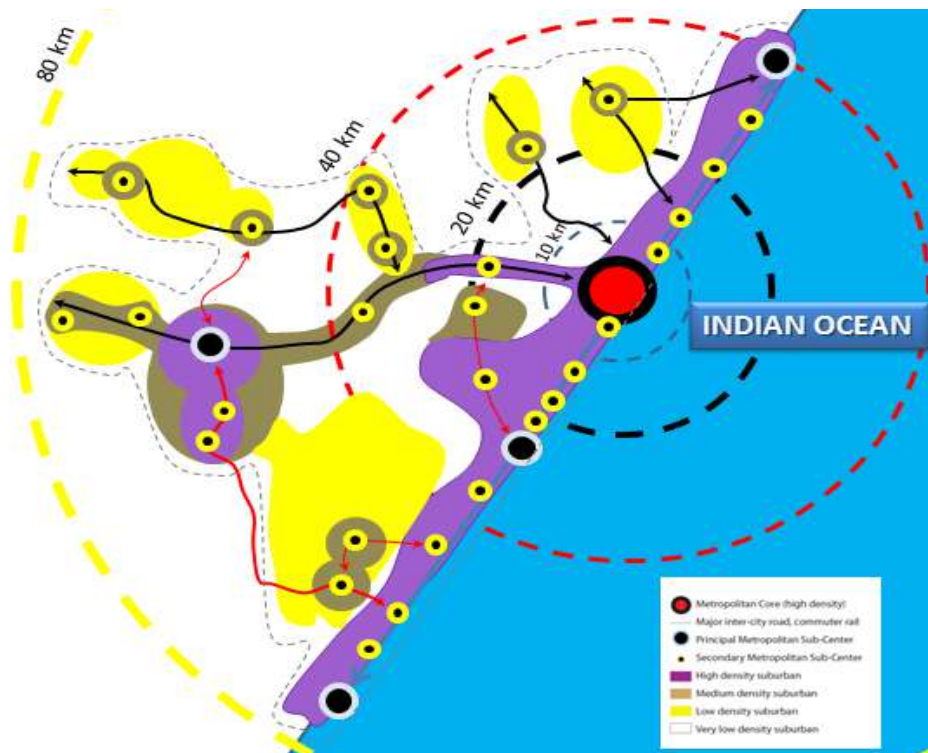 80 km
40 km
20 km
10 km
INDIAN OCEAN
Metropolitan Core (high density)
Major inter-city road, commuter rail
Principal Metropolitan Sub-Center
Secondary Metropolitan Sub-Center
High density suburban
Medium density suburban
Low density suburban
Very low density suburban